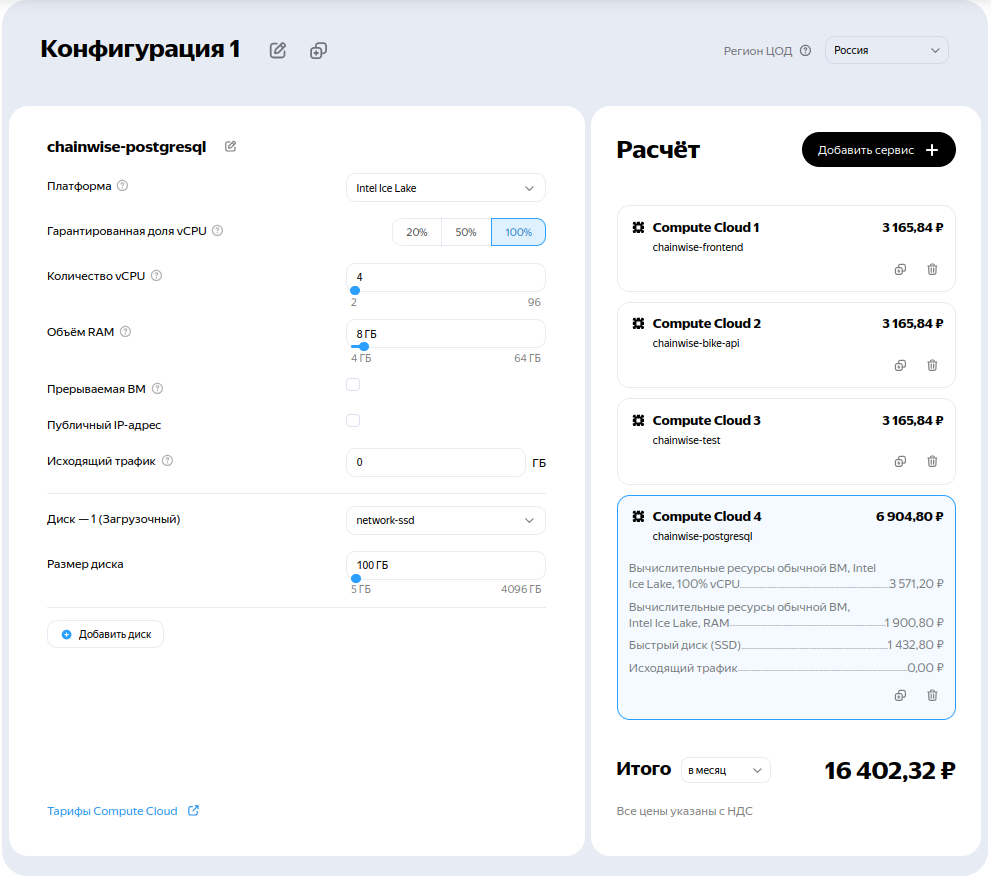 Конфигурация 1
Регион ЦОД
Россия
chainwise-postgresql
Платформа
Intel Ice Lake
Гарантированная доля vCPU
20%
50%
100%
Количество vCPU
4
2
96
Объём RAM
8 ГБ
4 ГБ
64 ГБ
Прерываемая ВМ
Публичный IP-адрес
Исходящий трафик
0
ГБ
Диск — 1 (Загрузочный)
network-ssd
Размер диска
100 ГБ
5 ГБ
4096 ГБ
Добавить диск
Тарифы Compute Cloud
Расчёт
Добавить сервис
Compute Cloud 1
3 165,84 ₽
chainwise-frontend
Compute Cloud 2
3 165,84 ₽
chainwise-bike-api
Compute Cloud 3
3 165,84 ₽
chainwise-test
Compute Cloud 4
6 904,80 ₽
chainwise-postgresql
Вычислительные ресурсы обычной ВМ, Intel
Ice Lake, 100% vCPU
3 571,20 ₽
Вычислительные ресурсы обычной ВМ,
Intel Ice Lake, RAM
1 900,80 ₽
Быстрый диск (SSD)
1 432,80 ₽
Исходящий трафик
0,00 ₽
Итого
в месяц
16 402,32 ₽
Все цены указаны с НДС